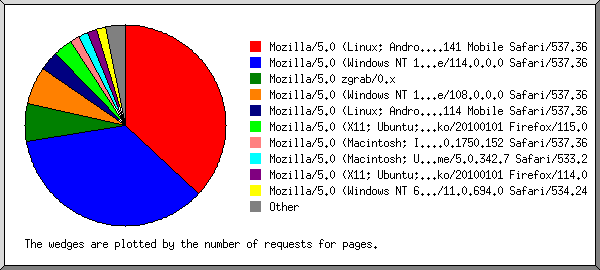 Mozilla/5.0 (Linux; Andro....141 Mobile Safari/537.36
Mozilla/5.0 (Windows NT 1...e/114.0.0.0 Safari/537.36
Mozilla/5.0 zgrab/0.x
Mozilla/5.0 (Windows NT 1...e/108.0.0.0 Safari/537.36
Mozilla/5.0 (Linux; Andro....114 Mobile Safari/537.36
Mozilla/5.0 (X11; Ubuntu;...ko/20100101 Firefox/115.0
Mozilla/5.0 (Macintosh; I....0.1750.152 Safari/537.36
Mozilla/5.0 (Macintosh; U...me/5.0.342.7 Safari/533.2
Mozilla/5.0 (X11; Ubuntu;...ko/20100101 Firefox/114.0
Mozilla/5.0 (Windows NT 6.../11.0.694.0 Safari/534.24
Other
The wedges are plotted by the number of requests for pages.